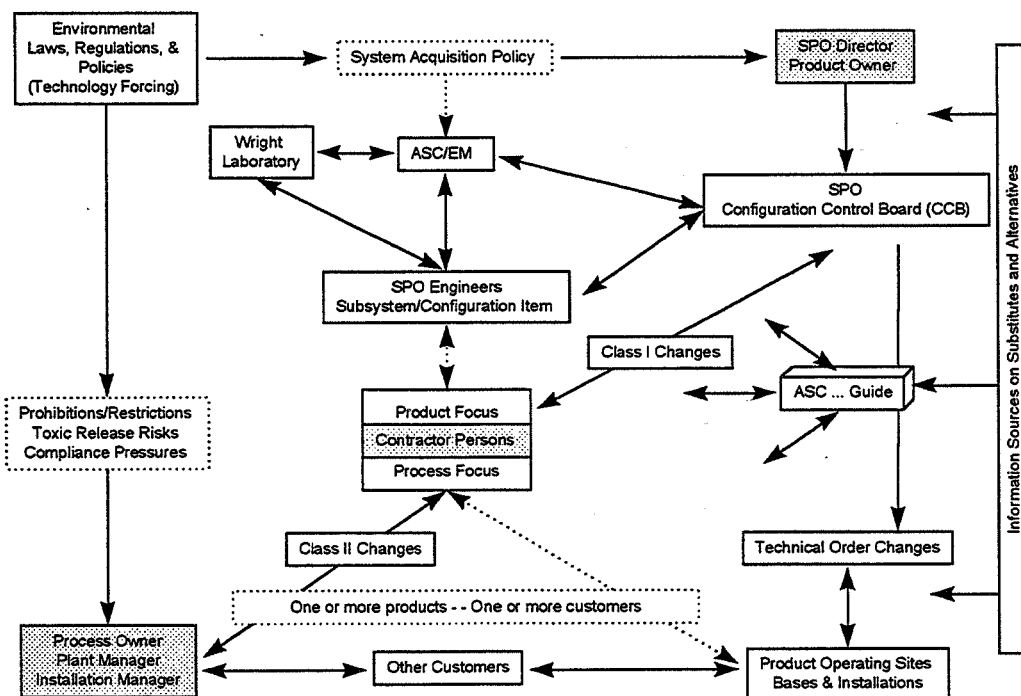 Environmental
Laws, Regulations, &
Policies
(Technology Forcing)
System Acquisition Policy
SPO Director
Product Owner
Wright
Laboratory
ASC/EM
SPO
Configuration Control Board (CCB)
SPO Engineers
Subsystem/Configuration Item
Class I Changes
ASC ... Guide
Information Sources on Substitutes and Alternatives
Prohibitions/Restrictions
Toxic Release Risks
Compliance Pressures
Product Focus
Contractor Persons
Process Focus
Class II Changes
Technical Order Changes
One or more products - - One or more customers
Process Owner
Plant Manager
Installation Manager
Other Customers
Product Operating Sites
Bases & Installations